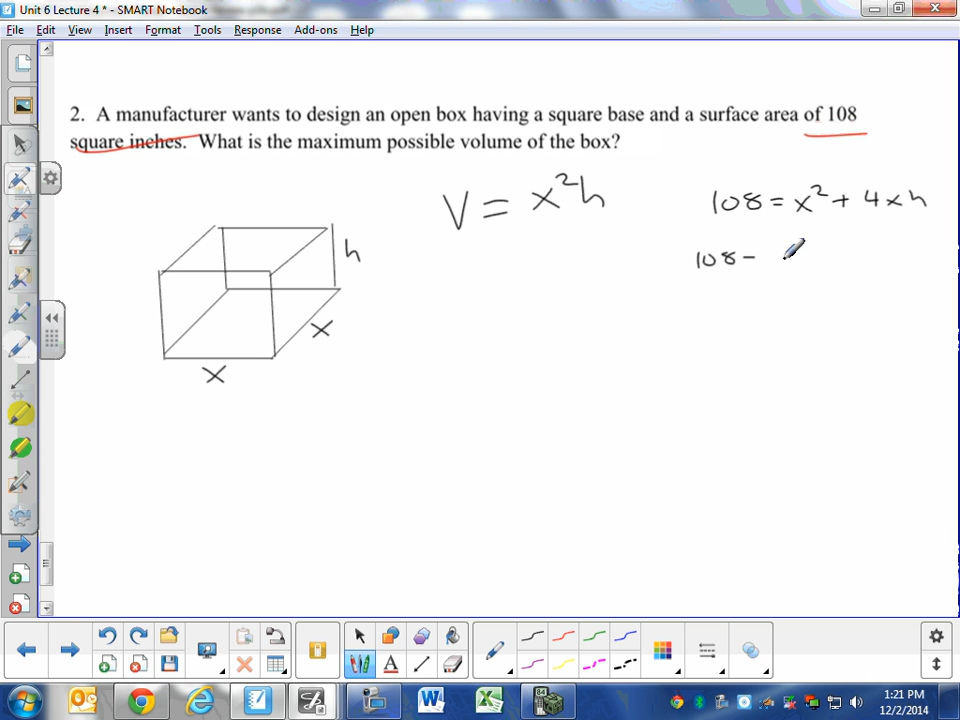 Unit 6 Lecture 4 * - SMART Notebook
File Edit View Insert Format Tools Response Add-ons Help
2. A manufacturer wants to design an open box having a square base and a surface area of 108
square inches. What is the maximum possible volume of the box?
V = x²h
108 = x² + 4xh
108 -
h
x
x
1:21 PM
12/2/2014